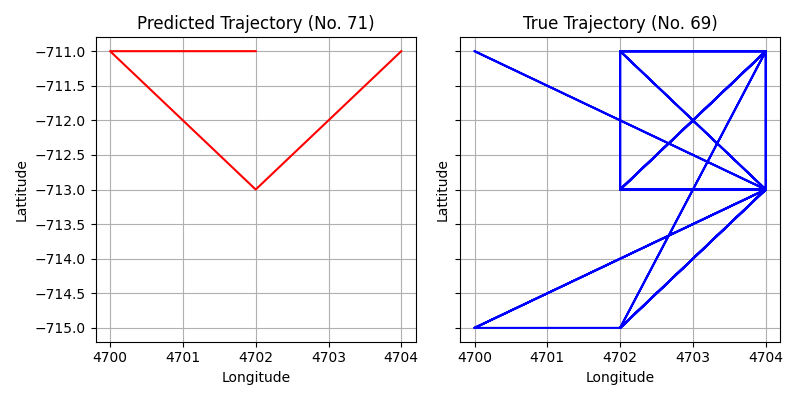 Predicted Trajectory (No. 71)
True Trajectory (No. 69)
−711.0
−711.5
−712.0
−712.5
−713.0
−713.5
−714.0
−714.5
−715.0
Lattitude
Lattitude
4700 4701 4702 4703 4704
4700 4701 4702 4703 4704
Longitude
Longitude